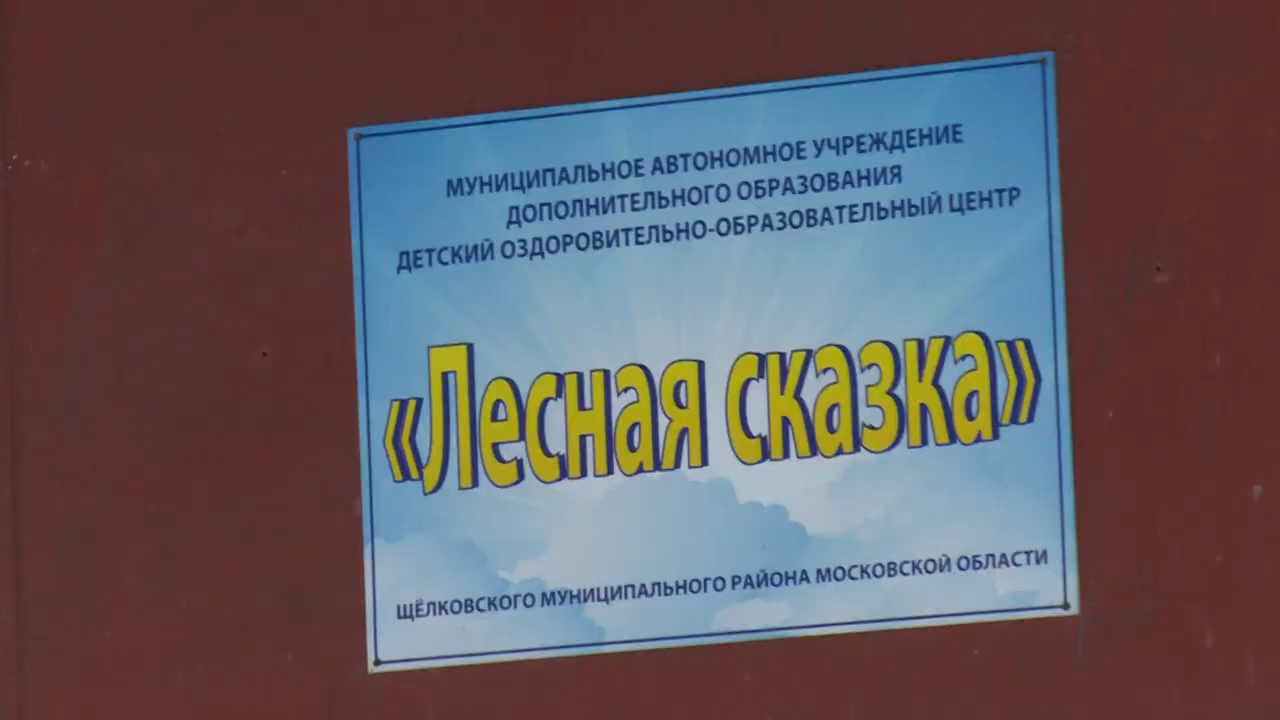 МУНИЦИПАЛЬНОЕ АВТОНОМНОЕ УЧРЕЖДЕНИЕ
ДОПОЛНИТЕЛЬНОГО ОБРАЗОВАНИЯ
ДЕТСКИЙ ОЗДОРОВИТЕЛЬНО-ОБРАЗОВАТЕЛЬНЫЙ ЦЕНТР
«Лесная сказка»
ЩЁЛКОВСКОГО МУНИЦИПАЛЬНОГО РАЙОНА МОСКОВСКОЙ ОБЛАСТИ